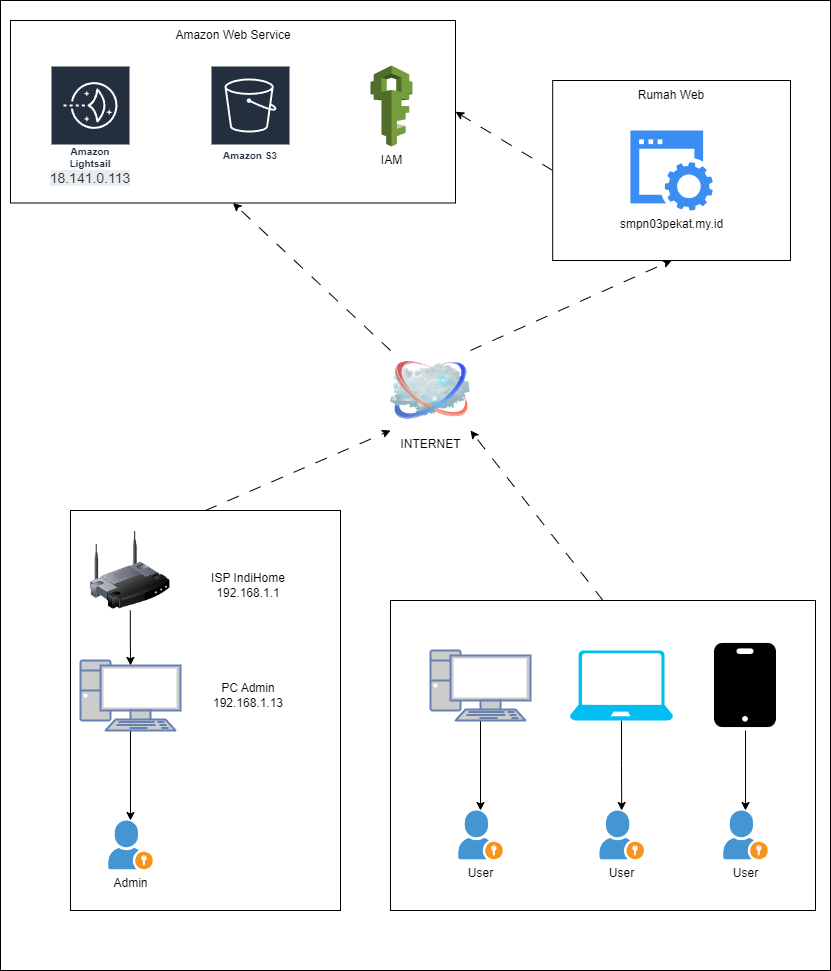 Amazon Web Service
Amazon
Lightsail
18.141.0.113
Amazon S3
IAM
Rumah Web
smpn03pekat.my.id
INTERNET
ISP IndiHome
192.168.1.1
PC Admin
192.168.1.13
Admin
User
User
User